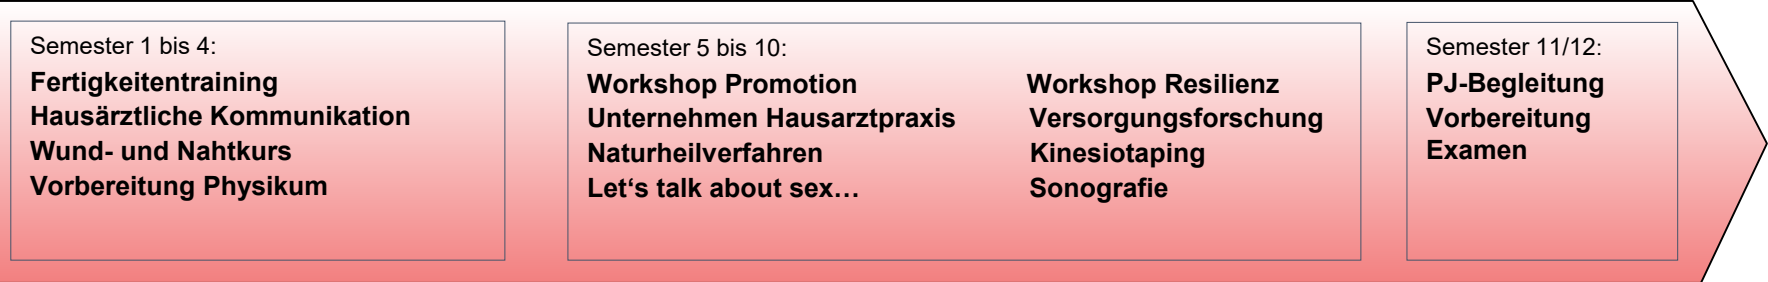 Semester 1 bis 4:
Fertigkeitentraining
Hausärztliche Kommunikation
Wund- und Nahtkurs
Vorbereitung Physikum
Semester 5 bis 10:
Workshop Promotion
Unternehmen Hausarztpraxis
Naturheilverfahren
Let‘s talk about sex…
Workshop Resilienz
Versorgungsforschung
Kinesiotaping
Sonografie
Semester 11/12:
PJ-Begleitung
Vorbereitung
Examen